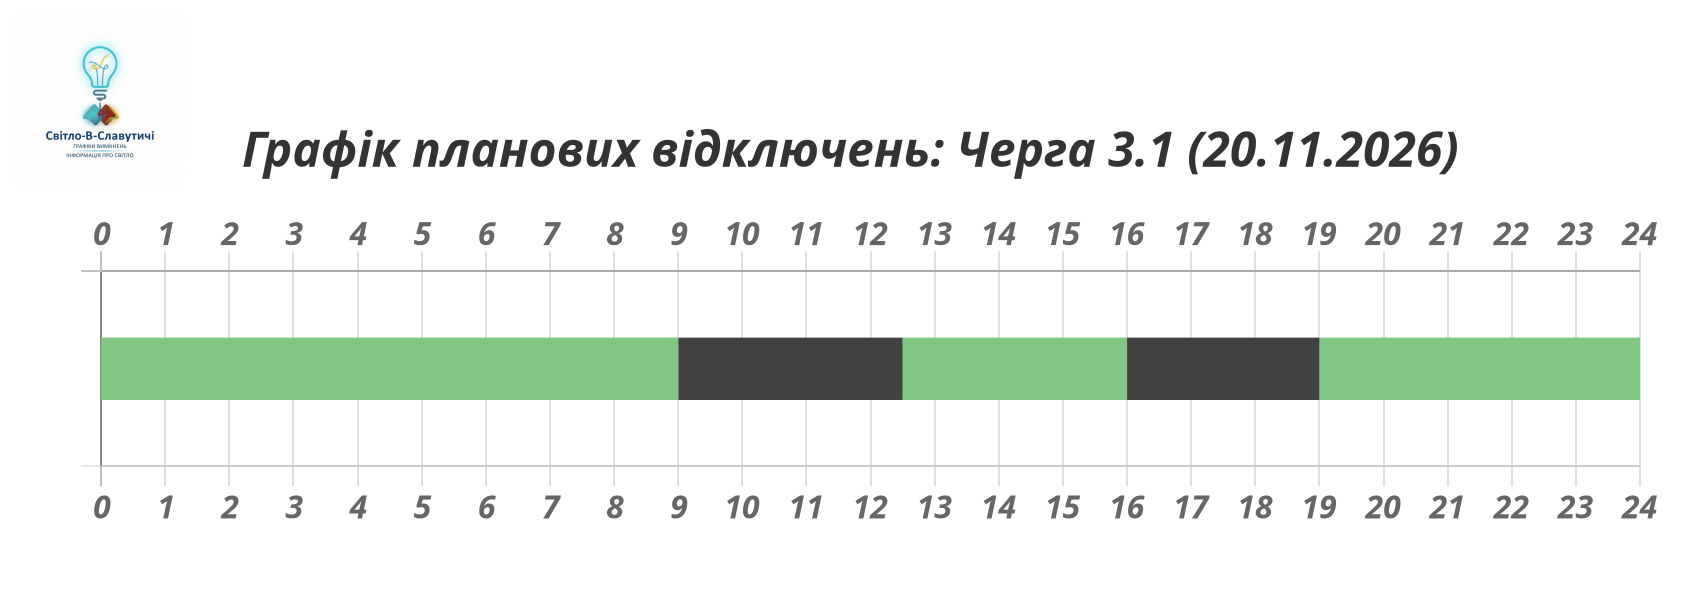 Світло-В-Славутичі
ГРАФІКИ ВИМКНЕНЬ
ІНФОРМАЦІЯ ПРО СВІТЛО
Графік планових відключень: Черга 3.1 (20.11.2026)
0 1 2 3 4 5 6 7 8 9 10 11 12 13 14 15 16 17 18 19 20 21 22 23 24
0 1 2 3 4 5 6 7 8 9 10 11 12 13 14 15 16 17 18 19 20 21 22 23 24